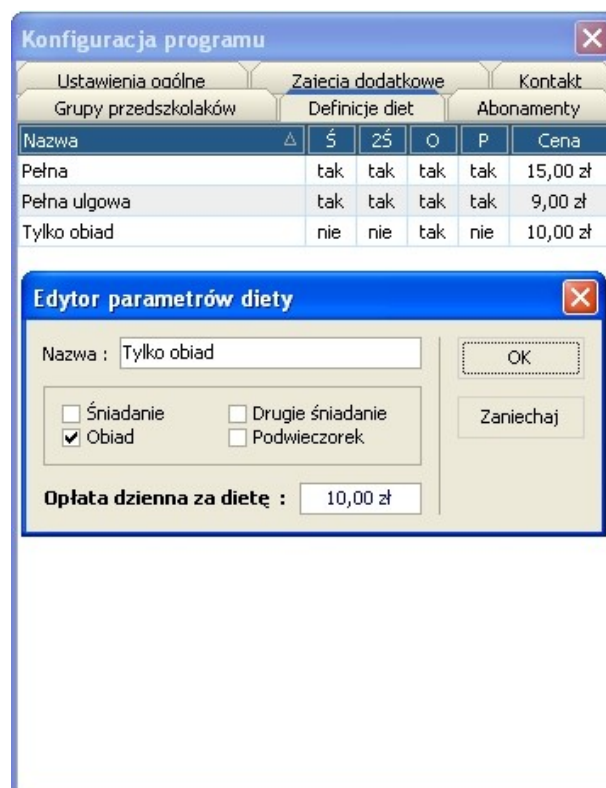 Konfiguracja programu
Ustawienia ogólne Zajęcia dodatkowe Kontakt
Grupy przedszkolaków Definicje diet Abonamenty
Nazwa Ś 2Ś O P Cena
Pełna tak tak tak tak 15,00 zł
Pełna ulgowa tak tak tak tak 9,00 zł
Tylko obiad nie nie tak nie 10,00 zł
Edytor parametrów diety
Nazwa : Tylko obiad OK
Śniadanie Drugie śniadanie Zaniechaj
Obiad Podwieczorek
Opłata dzienna za dietę : 10,00 zł